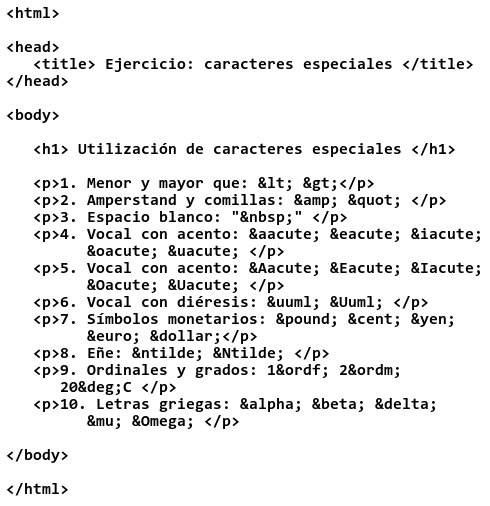 <html>
<head>
<title> Ejercicio: caracteres especiales </title>
</head>
<body>
<h1> Utilización de caracteres especiales </h1>
<p>1. Menor y mayor que: &lt; &gt;</p>
<p>2. Amperstand y comillas: &amp; &quot; </p>
<p>3. Espacio blanco: "&nbsp;" </p>
<p>4. Vocal con acento: &aacute; &eacute; &iacute;
&oacute; &uacute; </p>
<p>5. Vocal con acento: &Aacute; &Eacute; &Iacute;
&Oacute; &Uacute; </p>
<p>6. Vocal con diéresis: &uuml; &Uuml; </p>
<p>7. Símbolos monetarios: &pound; &cent; &yen;
&euro; &dollar;</p>
<p>8. Eñe: &ntilde; &Ntilde; </p>
<p>9. Ordinales y grados: 1&ordf; 2&ordm;
20&deg;C </p>
<p>10. Letras griegas: &alpha; &beta; &delta;
&mu; &Omega; </p>
</body>
</html>